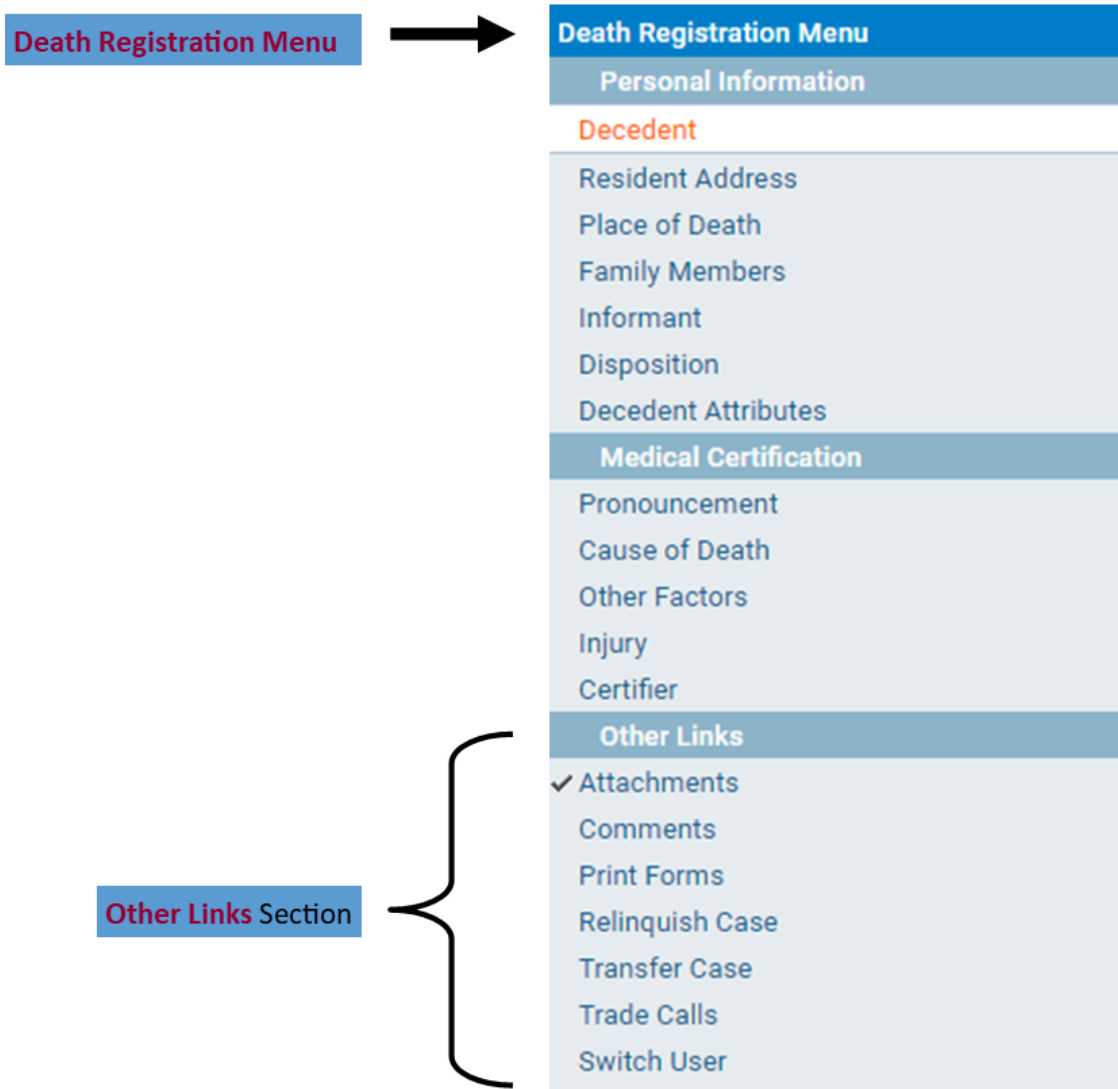 Death Registration Menu
Death Registration Menu
Personal Information
Decedent
Resident Address
Place of Death
Family Members
Informant
Disposition
Decedent Attributes
Medical Certification
Pronouncement
Cause of Death
Other Factors
Injury
Certifier
Other Links
Attachments
Comments
Print Forms
Relinquish Case
Transfer Case
Trade Calls
Switch User
Other Links Section